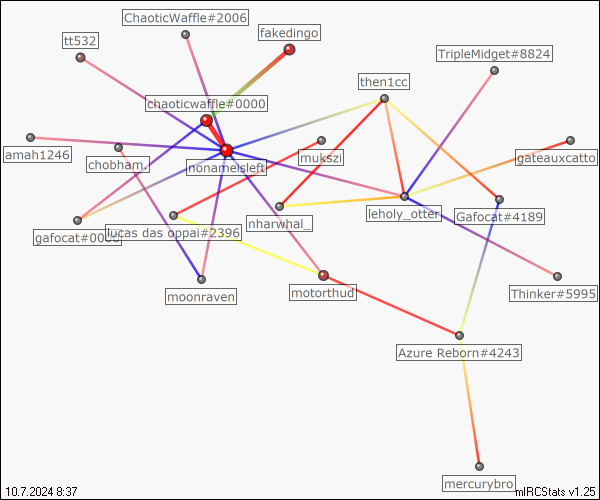 ChaoticWaffle#2006
fakedingo
tt532
TripleMidget#8824
then1cc
chaoticwaffle#0000
amah1246
chobham.
nonameisleft
mukszi
gateauxcatto
leholy_otter
Gafocat#4189
nharwhal_
gafocat#0000
lucas das oppai#2396
moonraven
motorthud
Thinker#5995
Azure Reborn#4243
mercurybro
10.7.2024 8:37
mIRCStats v1.25